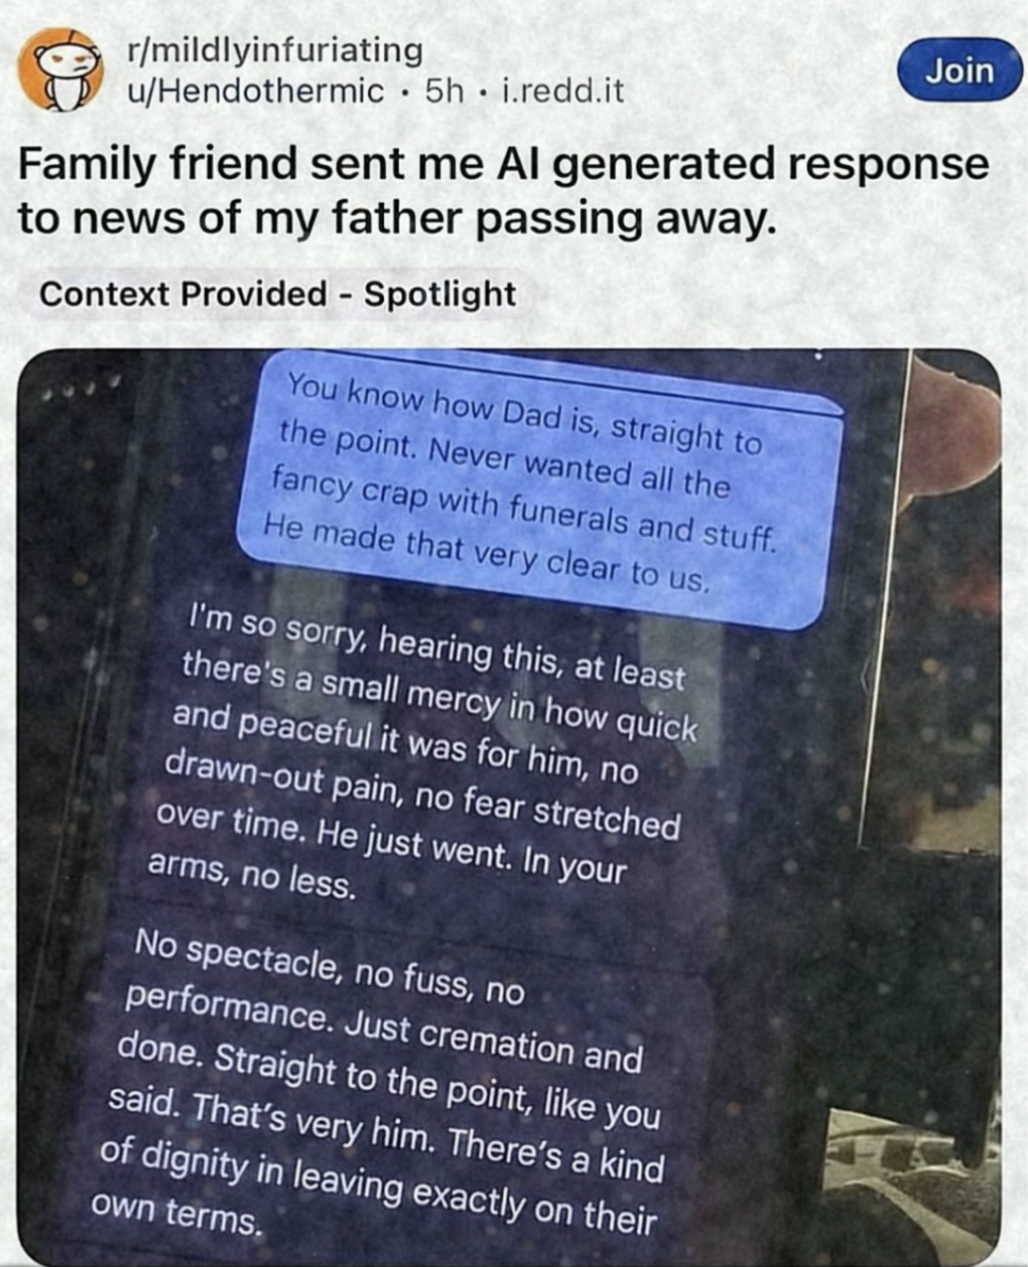 r/mildlyinfuriating
u/Hendothermic • 5h • i.redd.it
Join
Family friend sent me AI generated response
to news of my father passing away.
Context Provided - Spotlight
You know how Dad is, straight to
the point. Never wanted all the
fancy crap with funerals and stuff.
He made that very clear to us.
I'm so sorry, hearing this, at least
there's a small mercy in how quick
and peaceful it was for him, no
drawn-out pain, no fear stretched
over time. He just went. In your
arms, no less.
No spectacle, no fuss, no
performance. Just cremation and
done. Straight to the point, like you
said. That's very him. There's a kind
of dignity in leaving exactly on their
own terms.